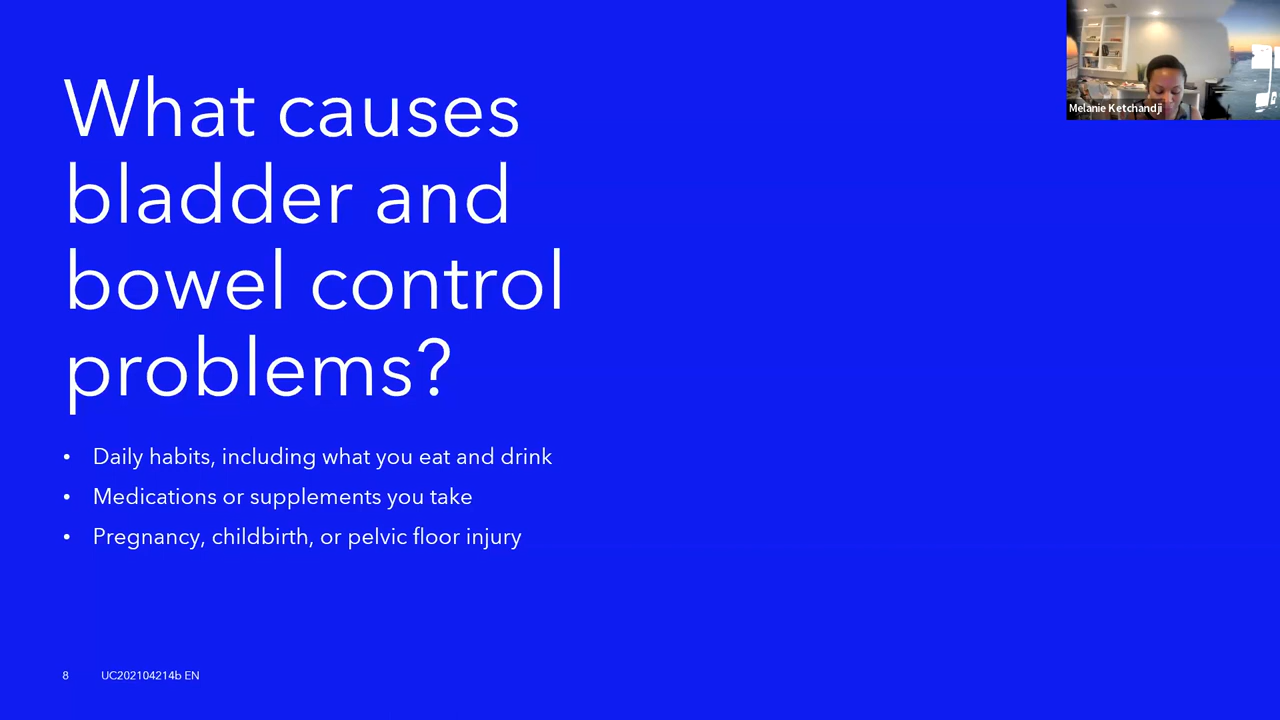 What causes
bladder and
bowel control
problems?
• Daily habits, including what you eat and drink
• Medications or supplements you take
• Pregnancy, childbirth, or pelvic floor injury
8 UC202104214b EN
Melanie Ketchandji